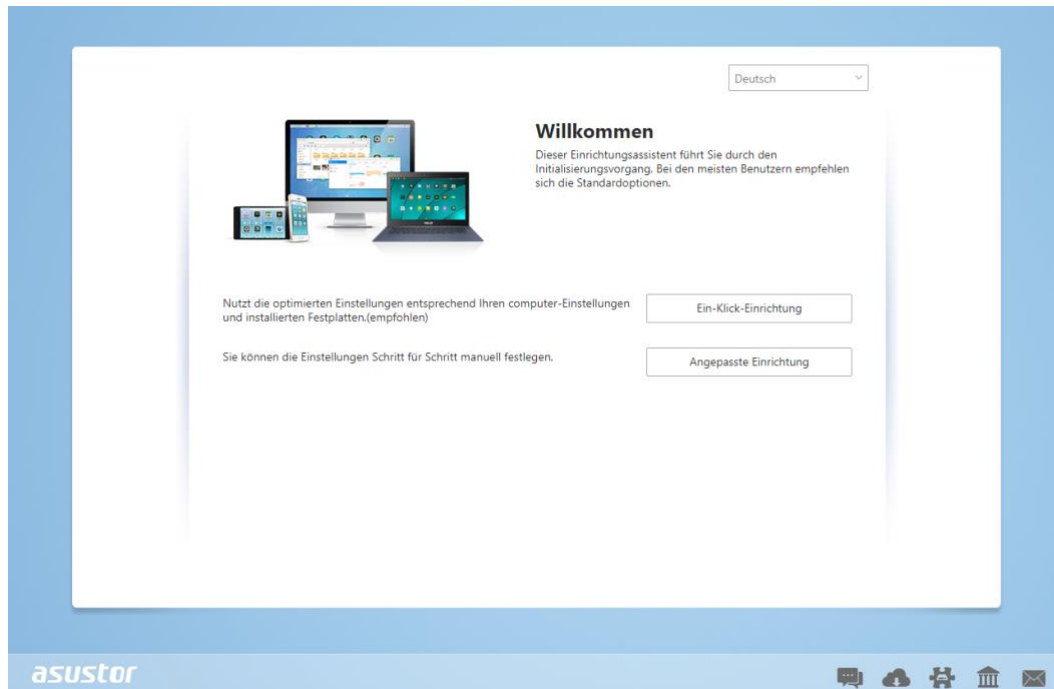 Deutsch
Willkommen
Dieser Einrichtungsassistent führt Sie durch den
Initialisierungsvorgang. Bei den meisten Benutzern empfehlen
sich die Standardoptionen.
Nutzt die optimierten Einstellungen entsprechend Ihren computer-Einstellungen
und installierten Festplatten.(empfohlen)
Ein-Klick-Einrichtung
Sie können die Einstellungen Schritt für Schritt manuell festlegen.
Angepasste Einrichtung
asustor